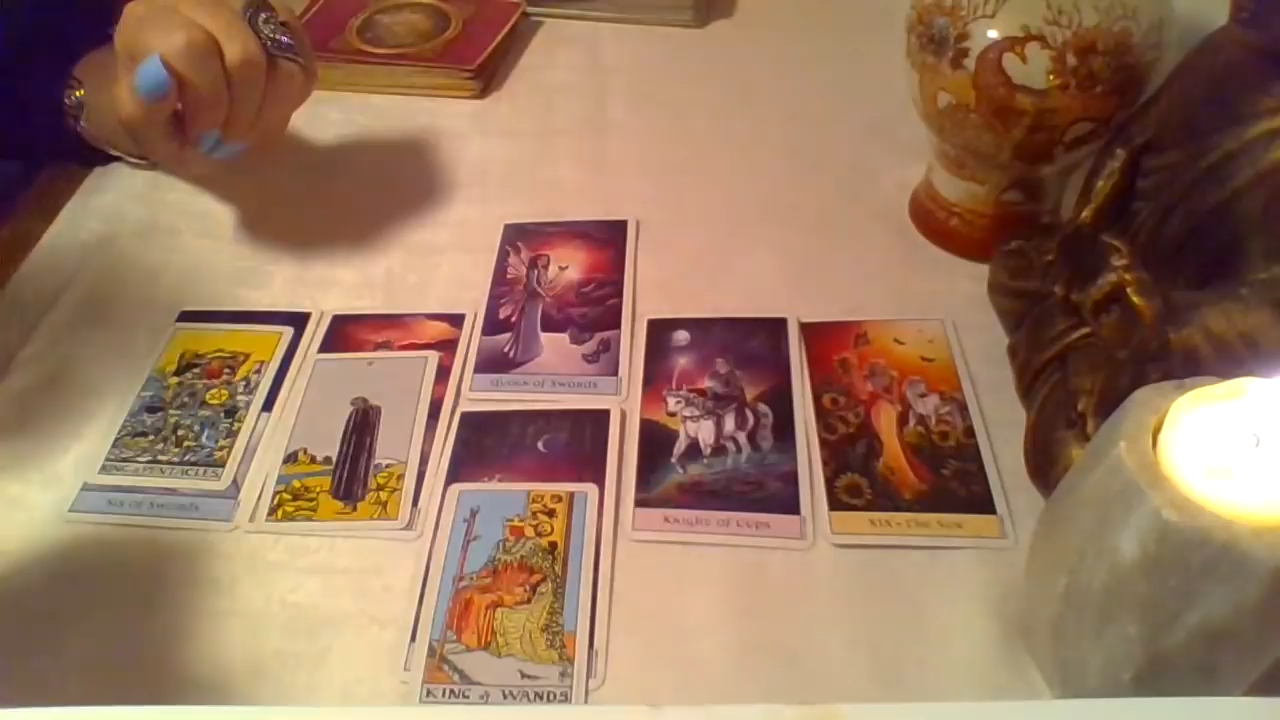 Queen of Swords
KING of PENTACLES
Six of Swords
Knight of Cups
XIX - The Sun
KING of WANDS